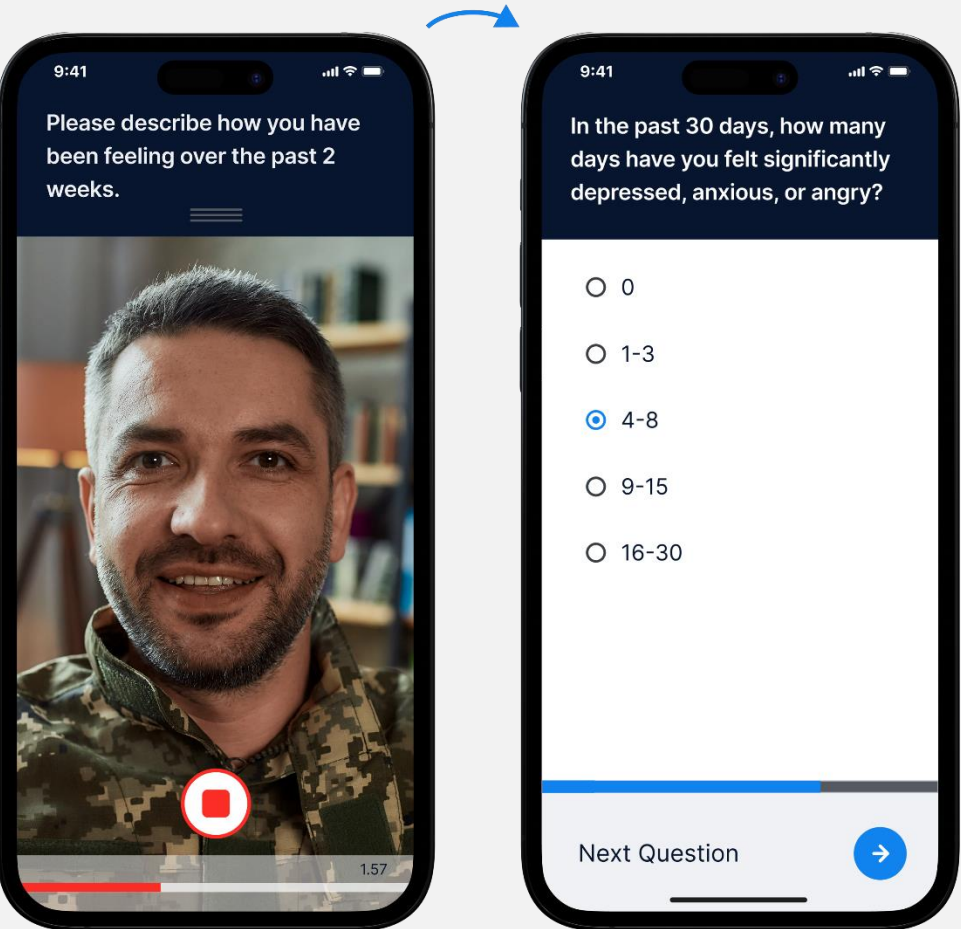 9:41
Please describe how you have
been feeling over the past 2
weeks.
1.57
9:41
In the past 30 days, how many
days have you felt significantly
depressed, anxious, or angry?
0
1-3
4-8
9-15
16-30
Next Question